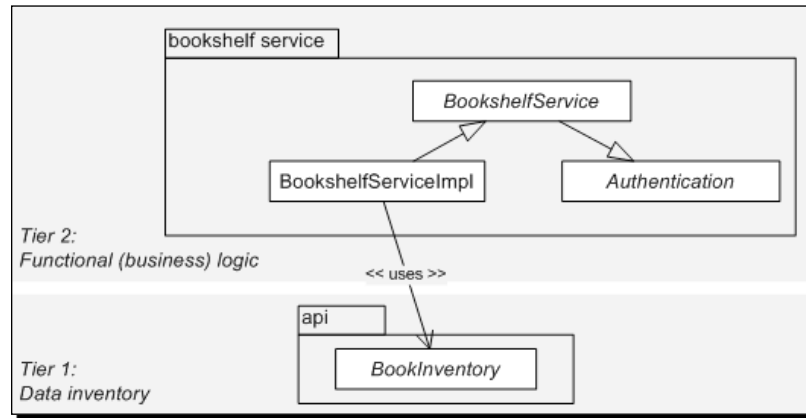 bookshelf service
BookshelfService
BookshelfServiceImpl
Authentication
Tier 2:
Functional (business) logic
<< uses >>
api
BookInventory
Tier 1:
Data inventory